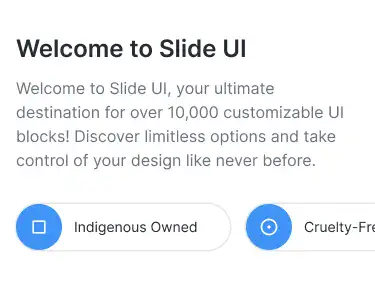 Welcome to Slide UI
Welcome to Slide UI, your ultimate
destination for over 10,000 customizable UI
blocks! Discover limitless options and take
control of your design like never before.
Indigenous Owned
Cruelty-Fre